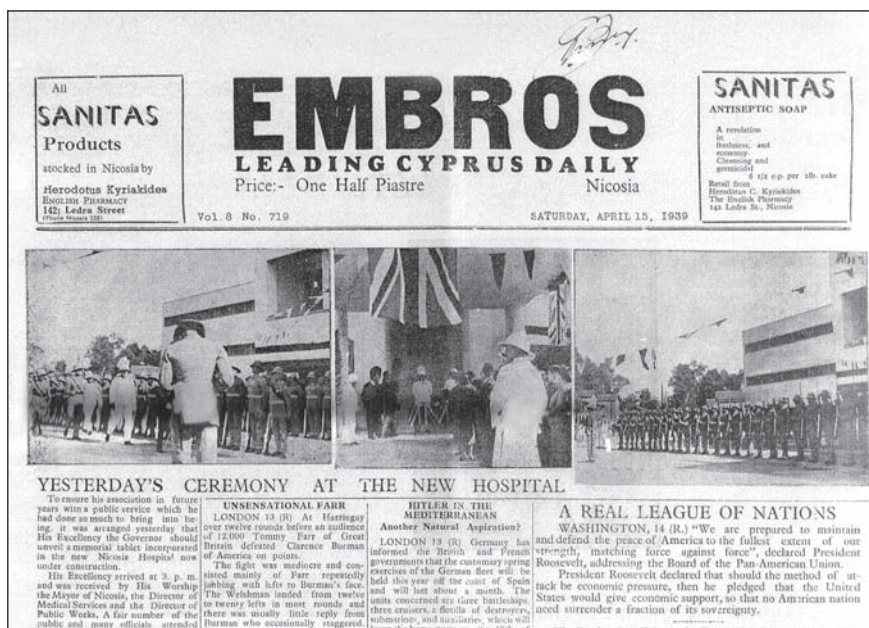 All
SANITAS
Products
stocked in Nicosia by
Herodotus Kyriakides
ENGLISH PHARMACY
142; Ledra Street
EMBROS
LEADING CYPRUS DAILY
Price:- One Half Piastre
Nicosia
Vol. 8 No. 719
SATURDAY, APRIL 15, 1939
SANITAS
ANTISEPTIC SOAP
A revelation
in
freshness, and
economy
Cleansing and
germicidel
6 1/2 c.p. per 1lb. cake
Retail from
Herodotus C. Kyriakides
The English Pharmacy
142 Ledra St., Nicosia
YESTERDAY'S CEREMONY AT THE NEW HOSPITAL
To ensure his association in future
years with a public service which he
had done so much to bring into be-
ing, it was arranged yesterday that
His Excellency the Governor should
unveil a memorial tablet incorporated
in the new Nicosia Hospital now
under construction.
His Excellency arrived at 3. p. m.
and was received by His Worship
the Mayor of Nicosia, the Director of
Medical Services and the Director of
Public Works, A fair number of the
public and many officials attended
UNSENSATIONAL FARR
LONDON 13 (R) At Harringay
over twelve rounds before an audience
of 12,000 Tommy Farr of Great
Britain defeated Clarence Burman
of America on points.
The fight was mediocre and con-
sisted mainly of Farr repeatedly
jabbing with lefts to Burman's face.
The Welshman landed from twelve
to twenty lefts in most rounds and
there was usually little reply from
Burman who occasionally staggered.
HITLER IN THE
MEDITERRANEAN
Another Natural Aspiration?
LONDON 13 (R) Germany has
informed the British and French
governments that the customary spring
exercises of the German fleet will be
held this year off the coast of Spain
and will last about a month. The
units concerned are three battleships,
three cruisers, a flotilla of destroyers,
submarines, and auxiliaries, which will
A REAL LEAGUE OF NATIONS
WASHINGTON, 14 (R.) "We are prepared to maintain
and defend the peace of America to the fullest extent of our
strength, matching force against force", declared President
Roosevelt, addressing the Board of the Pan-American Union.
President Roosevelt declared that should the method of at-
tack be economic pressure, then he pledged that the United
States would give economic support, so that no American nation
need surrender a fraction of its sovereignty.